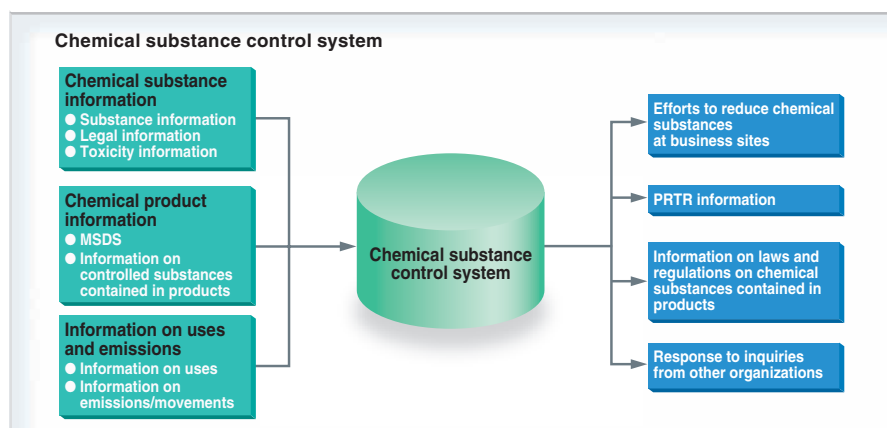 Chemical substance control system
Chemical substance
information
● Substance information
● Legal information
● Toxicity information
Chemical product
information
● MSDS
● Information on
controlled substances
contained in products
Information on uses
and emissions
● Information on uses
● Information on
emissions/movements
Chemical substance
control system
Efforts to reduce chemical
substances
at business sites
PRTR information
Information on laws and
regulations on chemical
substances contained in
products
Response to inquiries
from other organizations